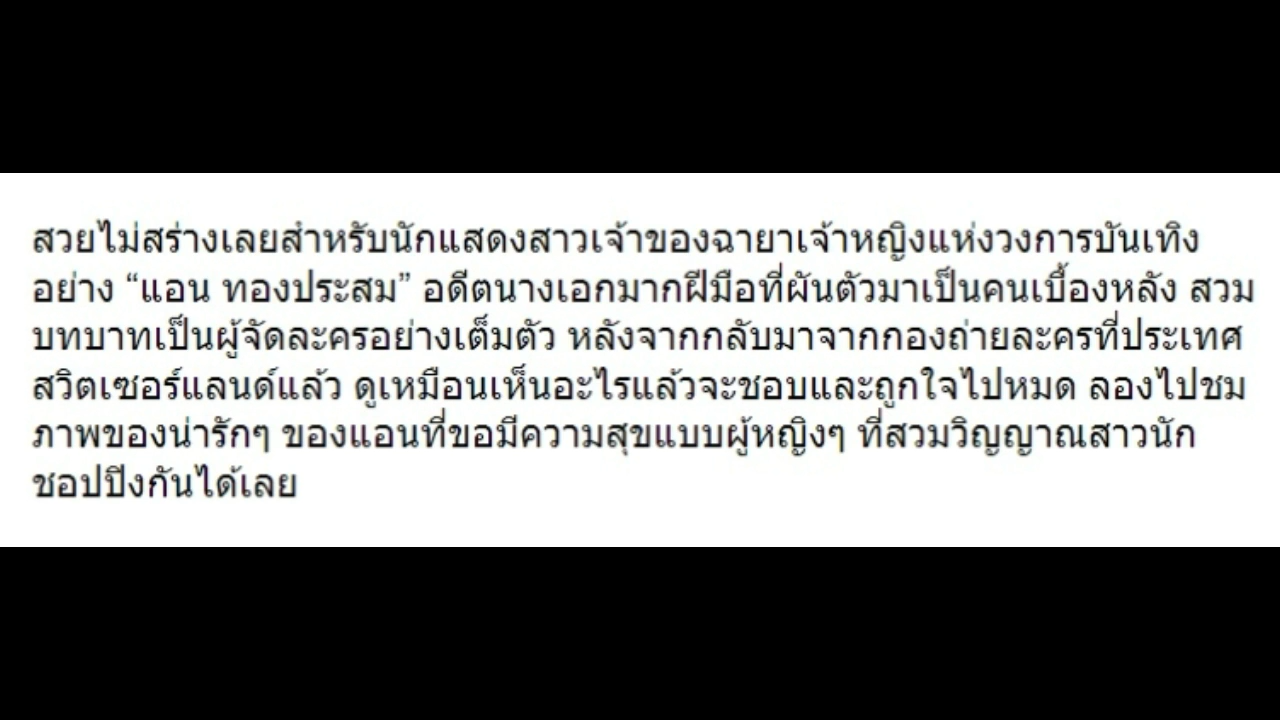 สวยไม่สร่างเลยสำหรับนักแสดงสาวเจ้าของฉายาเจ้าหญิงแห่งวงการบันเทิง
อย่าง “แอน ทองประสม” อดีตนางเอกมากฝีมือที่ผันตัวมาเป็นคนเบื้องหลัง สวม
บทบาทเป็นผู้จัดละครอย่างเต็มตัว หลังจากกลับมาจากกองถ่ายละครที่ประเทศ
สวิตเซอร์แลนด์แล้ว ดูเหมือนเห็นอะไรแล้วจะชอบและถูกใจไปหมด ลองไปชม
ภาพของน่ารักๆ ของแอนที่ขอมีความสุขแบบผู้หญิงๆ ที่สวมวิญญาณสาวนัก
ชอปปิงกันได้เลย